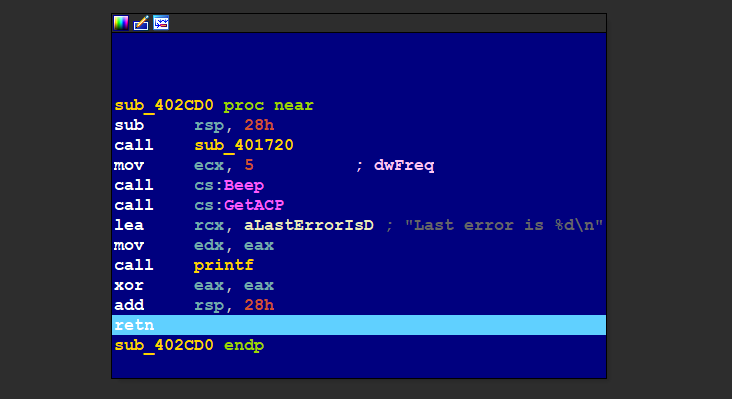 sub_402CD0 proc near
sub rsp, 28h
call sub_401720
mov ecx, 5 ; dwFreq
call cs:Beep
call cs:GetACP
lea rcx, aLastErrorIsD ; "Last error is %d\n"
mov edx, eax
call printf
xor eax, eax
add rsp, 28h
retn
sub_402CD0 endp